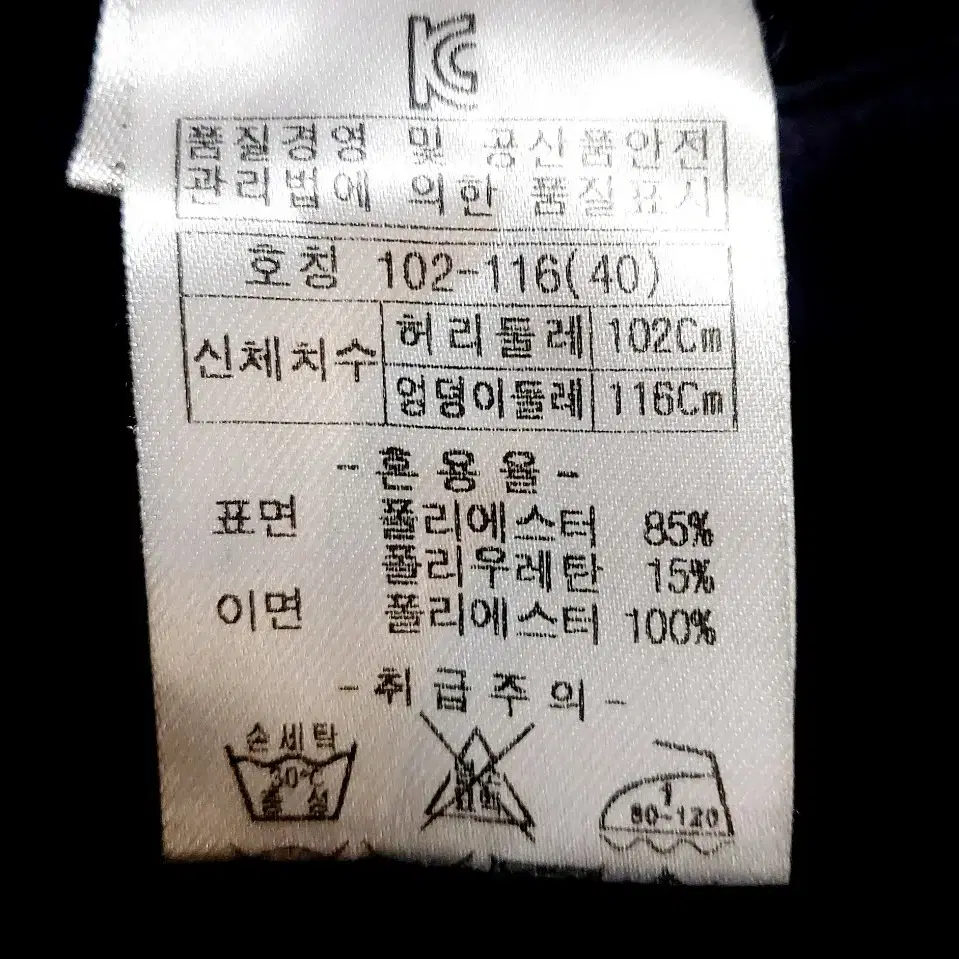 KC
품질경영 및 공산품안전
관리법에 의한 품질표시
호칭 102-116(40)
신체치수 허리둘레 102Cm
엉덩이둘레 116Cm
-혼용율-
표면 폴리에스터 85%
폴리우레탄 15%
이면 폴리에스터 100%
-취급주의-
손세탁
30℃
중성
80-120